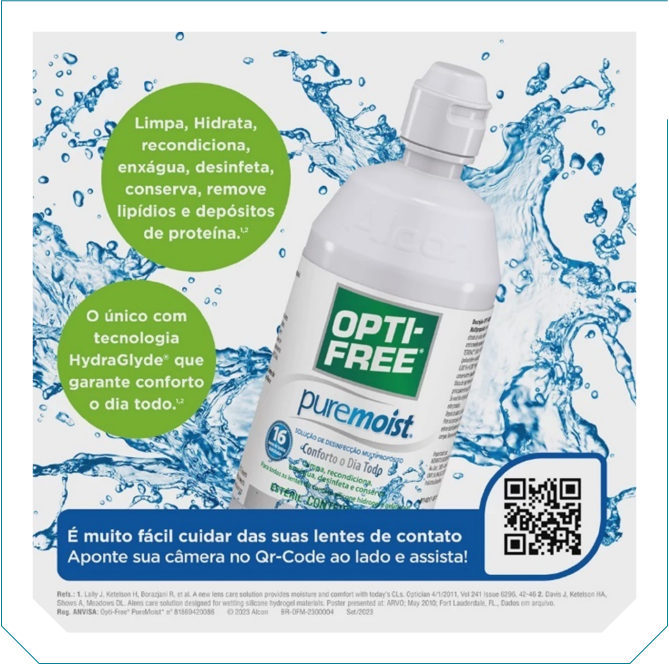 Limpa, Hidrata,
recondiciona,
enxágua, desinfeta,
conserva, remove
lipídios e depósitos
de proteína.¹,²
O único com
tecnologia
HydraGlyde® que
garante conforto
o dia todo.¹,²
Alcon
OPTI-
FREE®
puremoist®
SOLUÇÃO DE DESINFECÇÃO MULTIPROPÓSITO
-Conforto o Dia Todo
16
É muito fácil cuidar das suas lentes de contato
Aponte sua câmera no Qr-Code ao lado e assista!
Refs.: 1. Lally J, Ketelson H, Borazjani R, et al. A new lens care solution provides moisture and comfort with today's CLs. Optician 4/1/2011, Vol 241 Issue 6296, 42-46 2. Davis J, Ketelson HA,
Shows A, Meadows DL. Alens care solution designed for wetting silicone hydrogel materials. Poster presented at: ARVO; May 2010; Fort Lauderdale, FL., Dados em arquivo.
Reg. ANVISA: Opti-Free® PureMoist® nº 81869420086 © 2023 Alcon BR-OFM-2300004 Set/2023